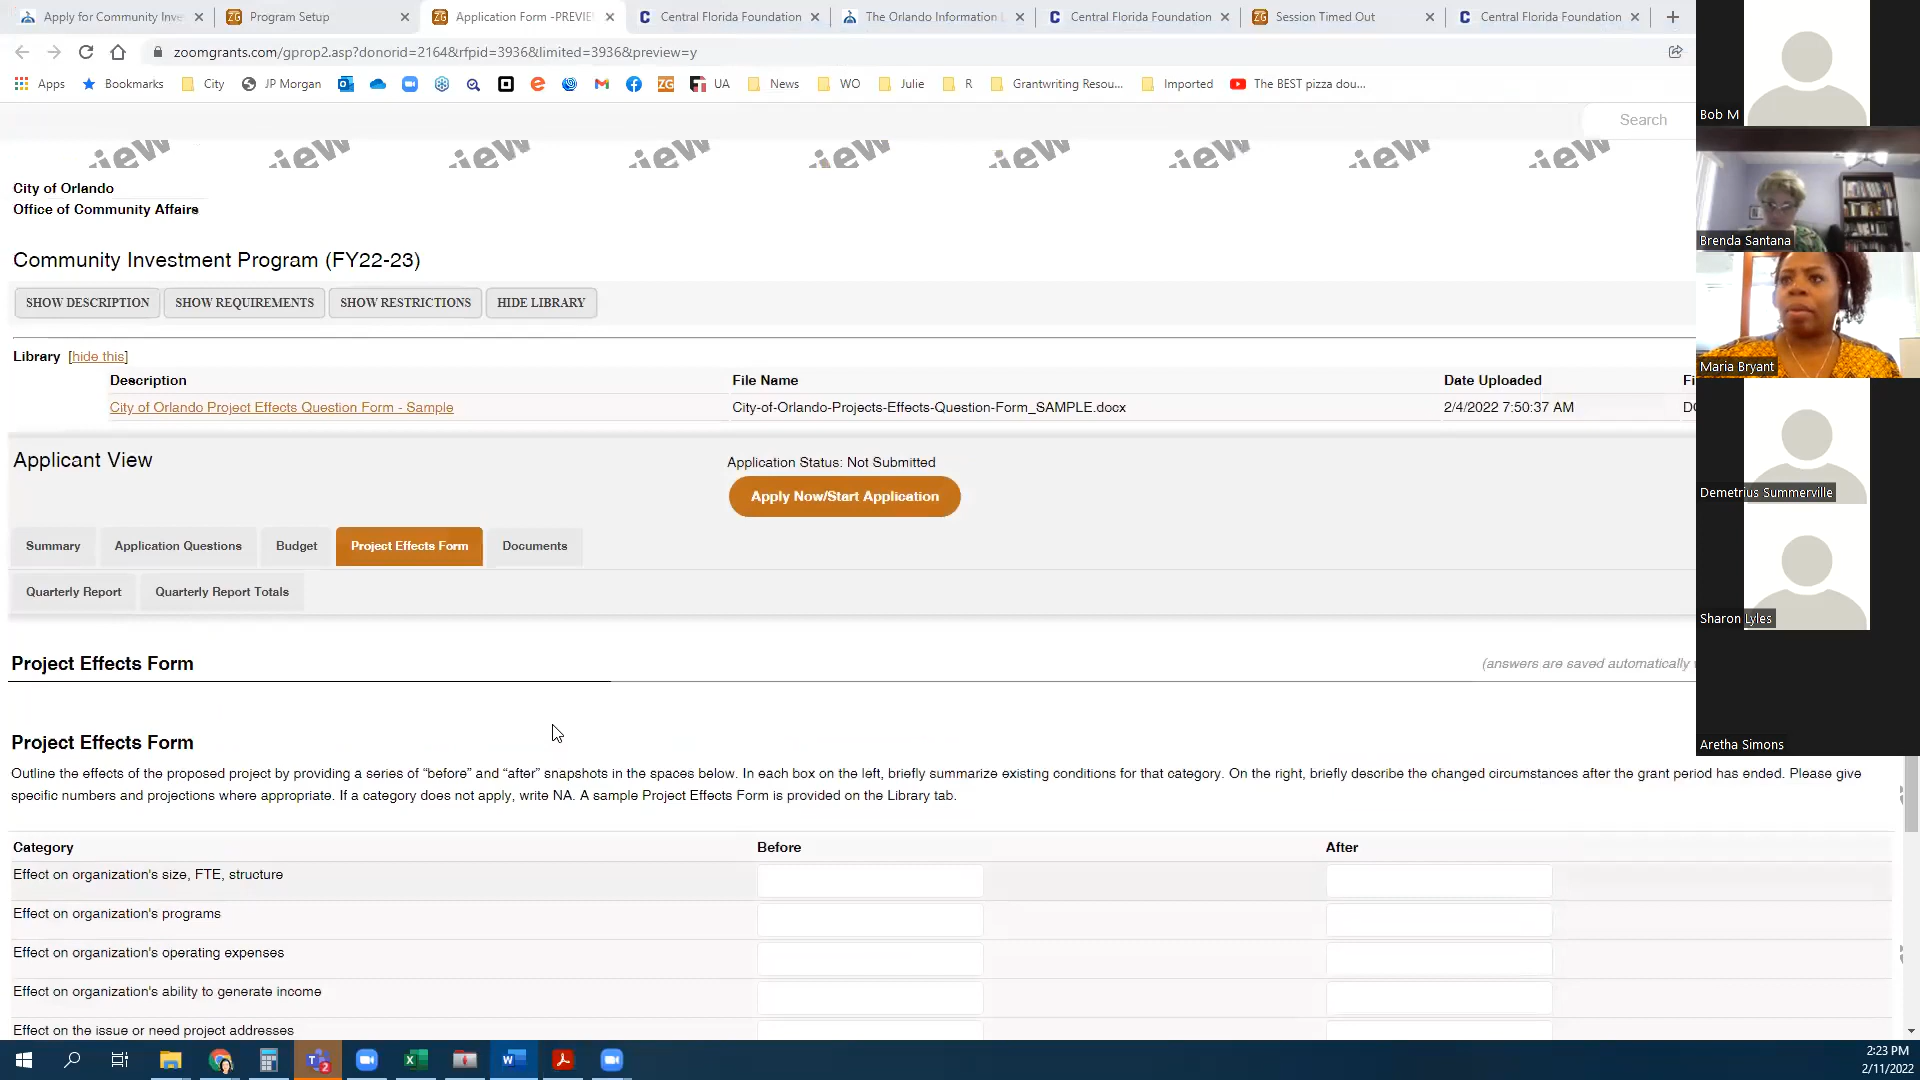 Apply for Community Inve
Program Setup
Application Form -PREVIE
Central Florida Foundation
The Orlando Information
Central Florida Foundation
Session Timed Out
Central Florida Foundation
zoomgrants.com/gprop2.asp?donorid=2164&rfpid=3936&limited=3936&preview=y
Apps
Bookmarks
City
JP Morgan
UA
News
WO
Julie
R
Grantwriting Resou...
Imported
The BEST pizza dou...
Search
iew iew iew iew iew iew iew iew iew
City of Orlando
Office of Community Affairs
Community Investment Program (FY22-23)
SHOW DESCRIPTION
SHOW REQUIREMENTS
SHOW RESTRICTIONS
HIDE LIBRARY
Library [hide this]
Description File Name Date Uploaded Fi
City of Orlando Project Effects Question Form - Sample City-of-Orlando-Projects-Effects-Question-Form_SAMPLE.docx 2/4/2022 7:50:37 AM DO
Applicant View
Application Status: Not Submitted
Apply Now/Start Application
Summary
Application Questions
Budget
Project Effects Form
Documents
Quarterly Report
Quarterly Report Totals
Project Effects Form
(answers are saved automatically
Project Effects Form
Outline the effects of the proposed project by providing a series of “before” and “after” snapshots in the spaces below. In each box on the left, briefly summarize existing conditions for that category. On the right, briefly describe the changed circumstances after the grant period has ended. Please give
specific numbers and projections where appropriate. If a category does not apply, write NA. A sample Project Effects Form is provided on the Library tab.
Category Before After
Effect on organization's size, FTE, structure
Effect on organization's programs
Effect on organization's operating expenses
Effect on organization's ability to generate income
Effect on the issue or need project addresses
Bob M
Brenda Santana
Maria Bryant
Demetrius Summerville
Sharon Lyles
Aretha Simons
2:23 PM
2/11/2022